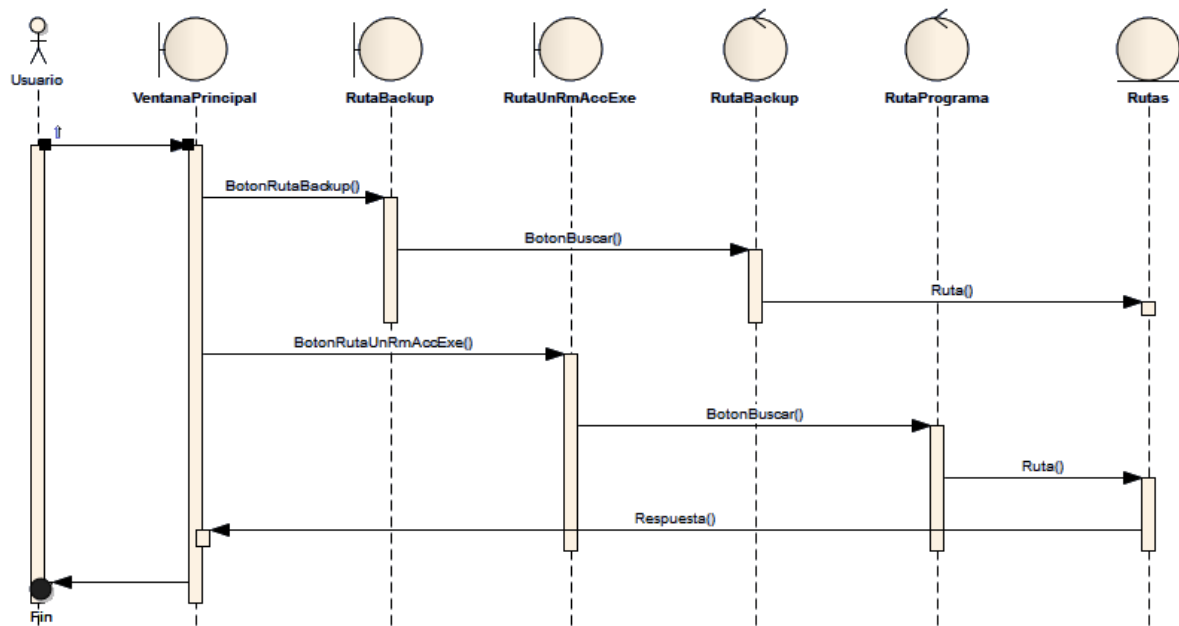 Usuario
VentanaPrincipal
RutaBackup
RutaUnRmAccExe
RutaBackup
RutaPrograma
Rutas
⇑
BotonRutaBackup()
BotonBuscar()
Ruta()
BotonRutaUnRmAccExe()
BotonBuscar()
Ruta()
Respuesta()
Fin